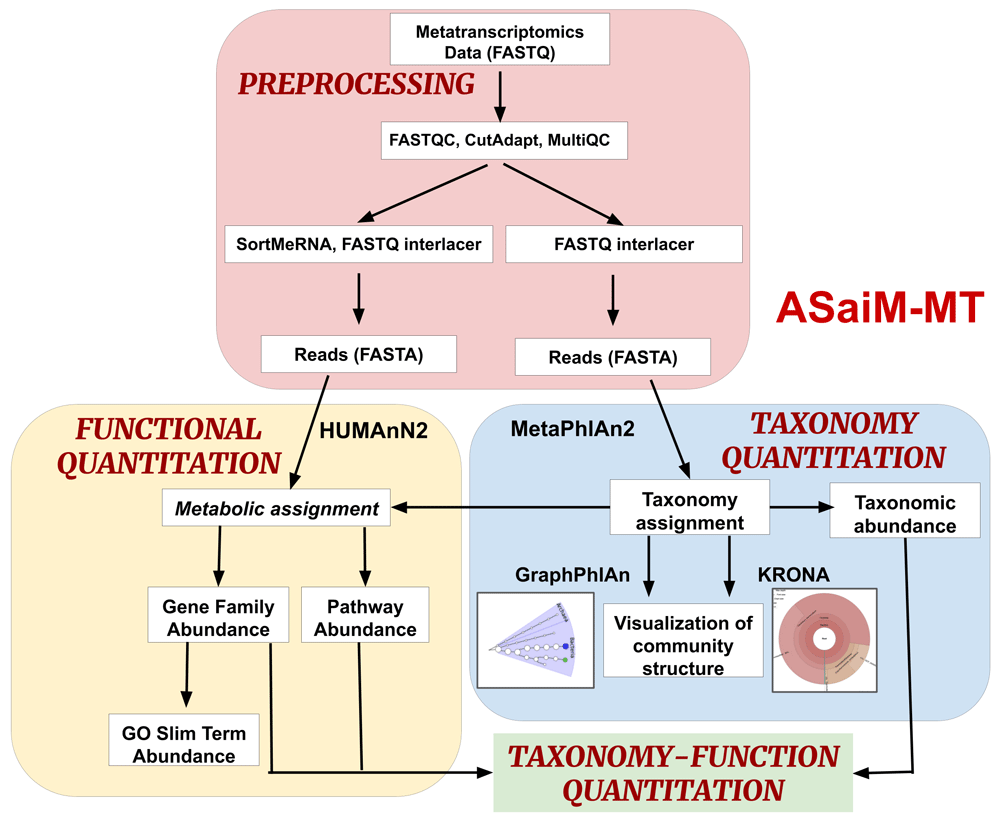 Metatranscriptomics
Data (FASTQ)
PREPROCESSING
FASTQC, CutAdapt, MultiQC
SortMeRNA, FASTQ interlacer
FASTQ interlacer
ASaiM-MT
Reads (FASTA)
Reads (FASTA)
FUNCTIONAL
QUANTITATION
HUMAnN2
MetaPhlAn2
TAXONOMY
QUANTITATION
Metabolic assignment
Taxonomy
assignment
Taxonomic
abundance
GraphPhlAn
KRONA
Gene Family
Abundance
Pathway
Abundance
Archaea
Bacteria
Visualization of
community
structure
GO Slim Term
Abundance
TAXONOMY-FUNCTION
QUANTITATION